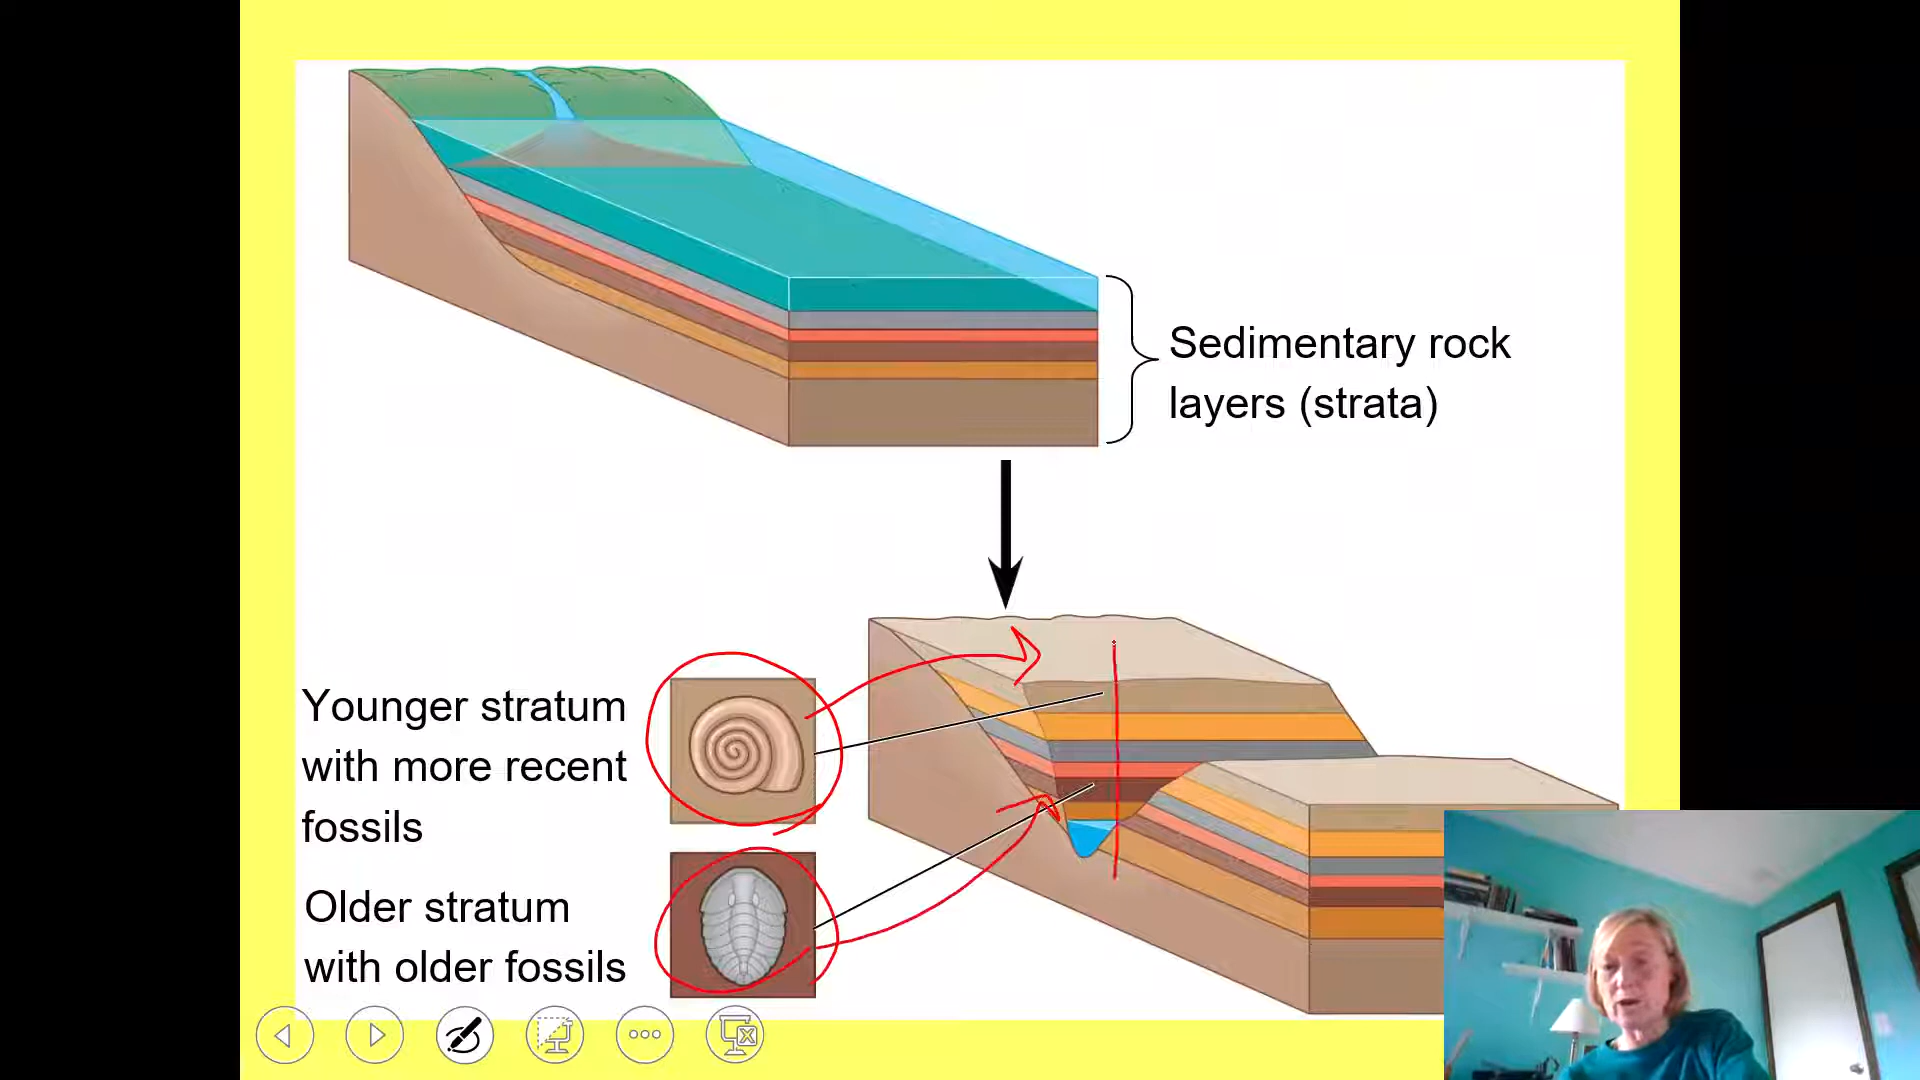 Sedimentary rock
layers (strata)
Younger stratum
with more recent
fossils
Older stratum
with older fossils